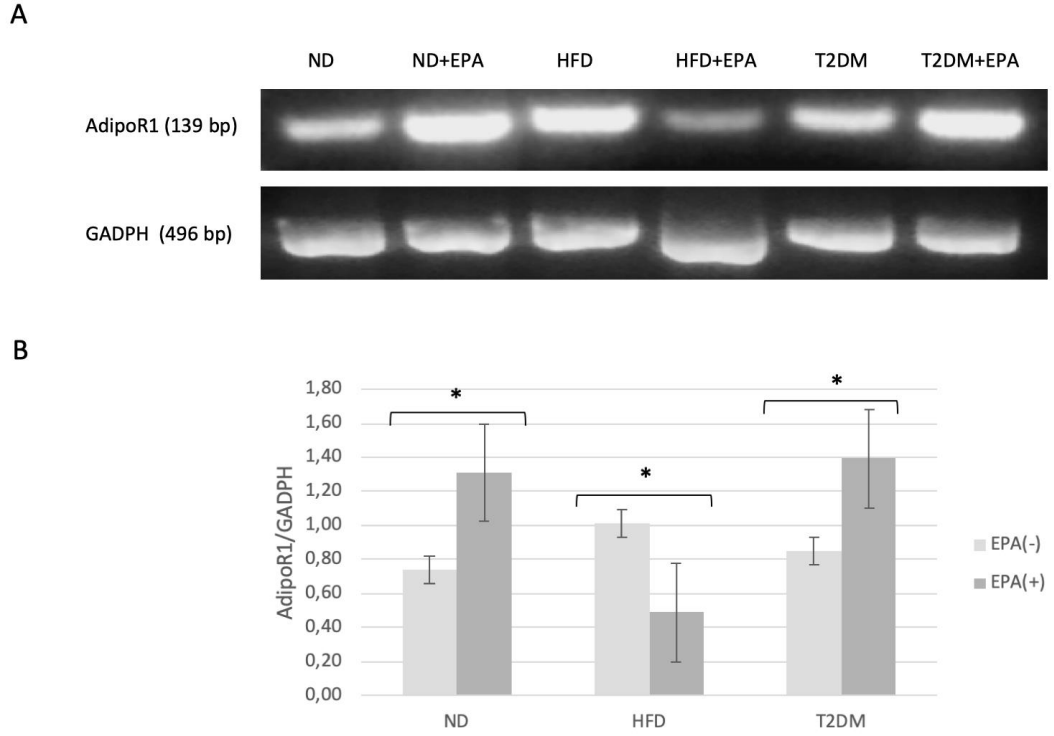 A
ND ND+EPA HFD HFD+EPA T2DM T2DM+EPA
AdipoR1 (139 bp)
GADPH (496 bp)
B
1,80
1,60
1,40
1,20
1,00
0,80
0,60
0,40
0,20
0,00
AdipoR1/GADPH
* * *
ND HFD T2DM
EPA(-)
EPA(+)